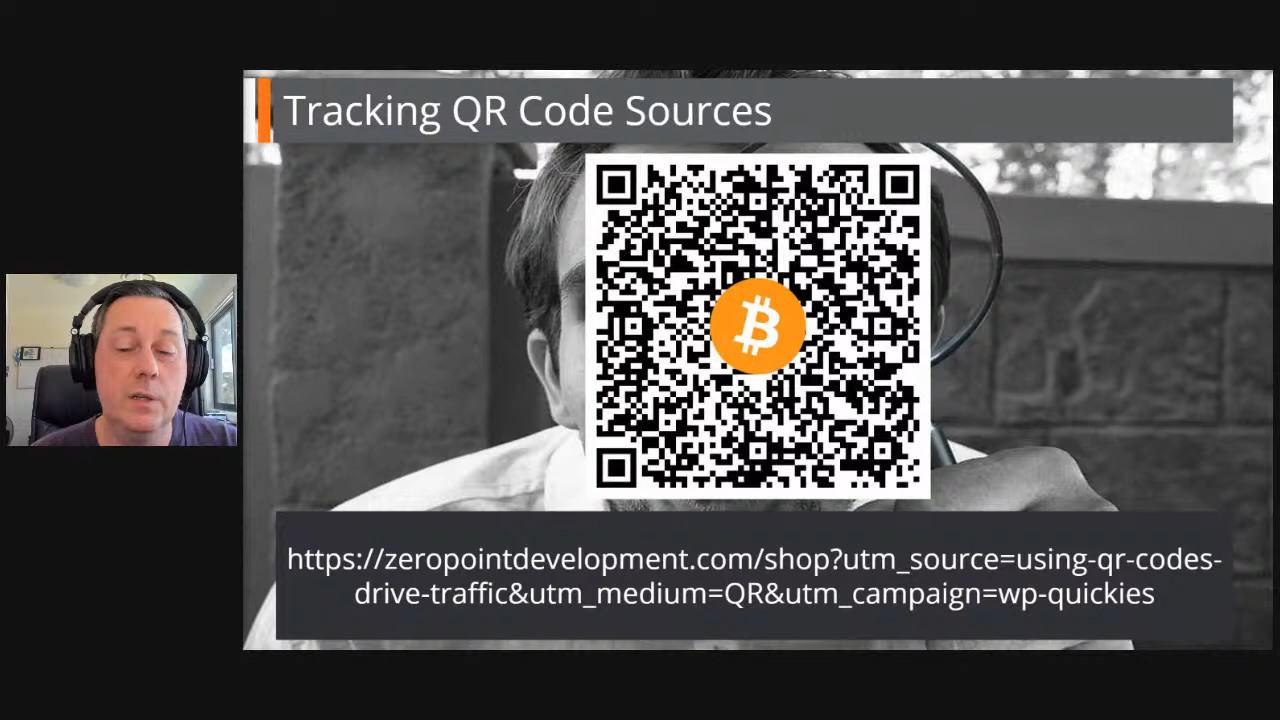 Tracking QR Code Sources
https://zeropointdevelopment.com/shop?utm_source=using-qr-codes-
drive-traffic&utm_medium=QR&utm_campaign=wp-quickies